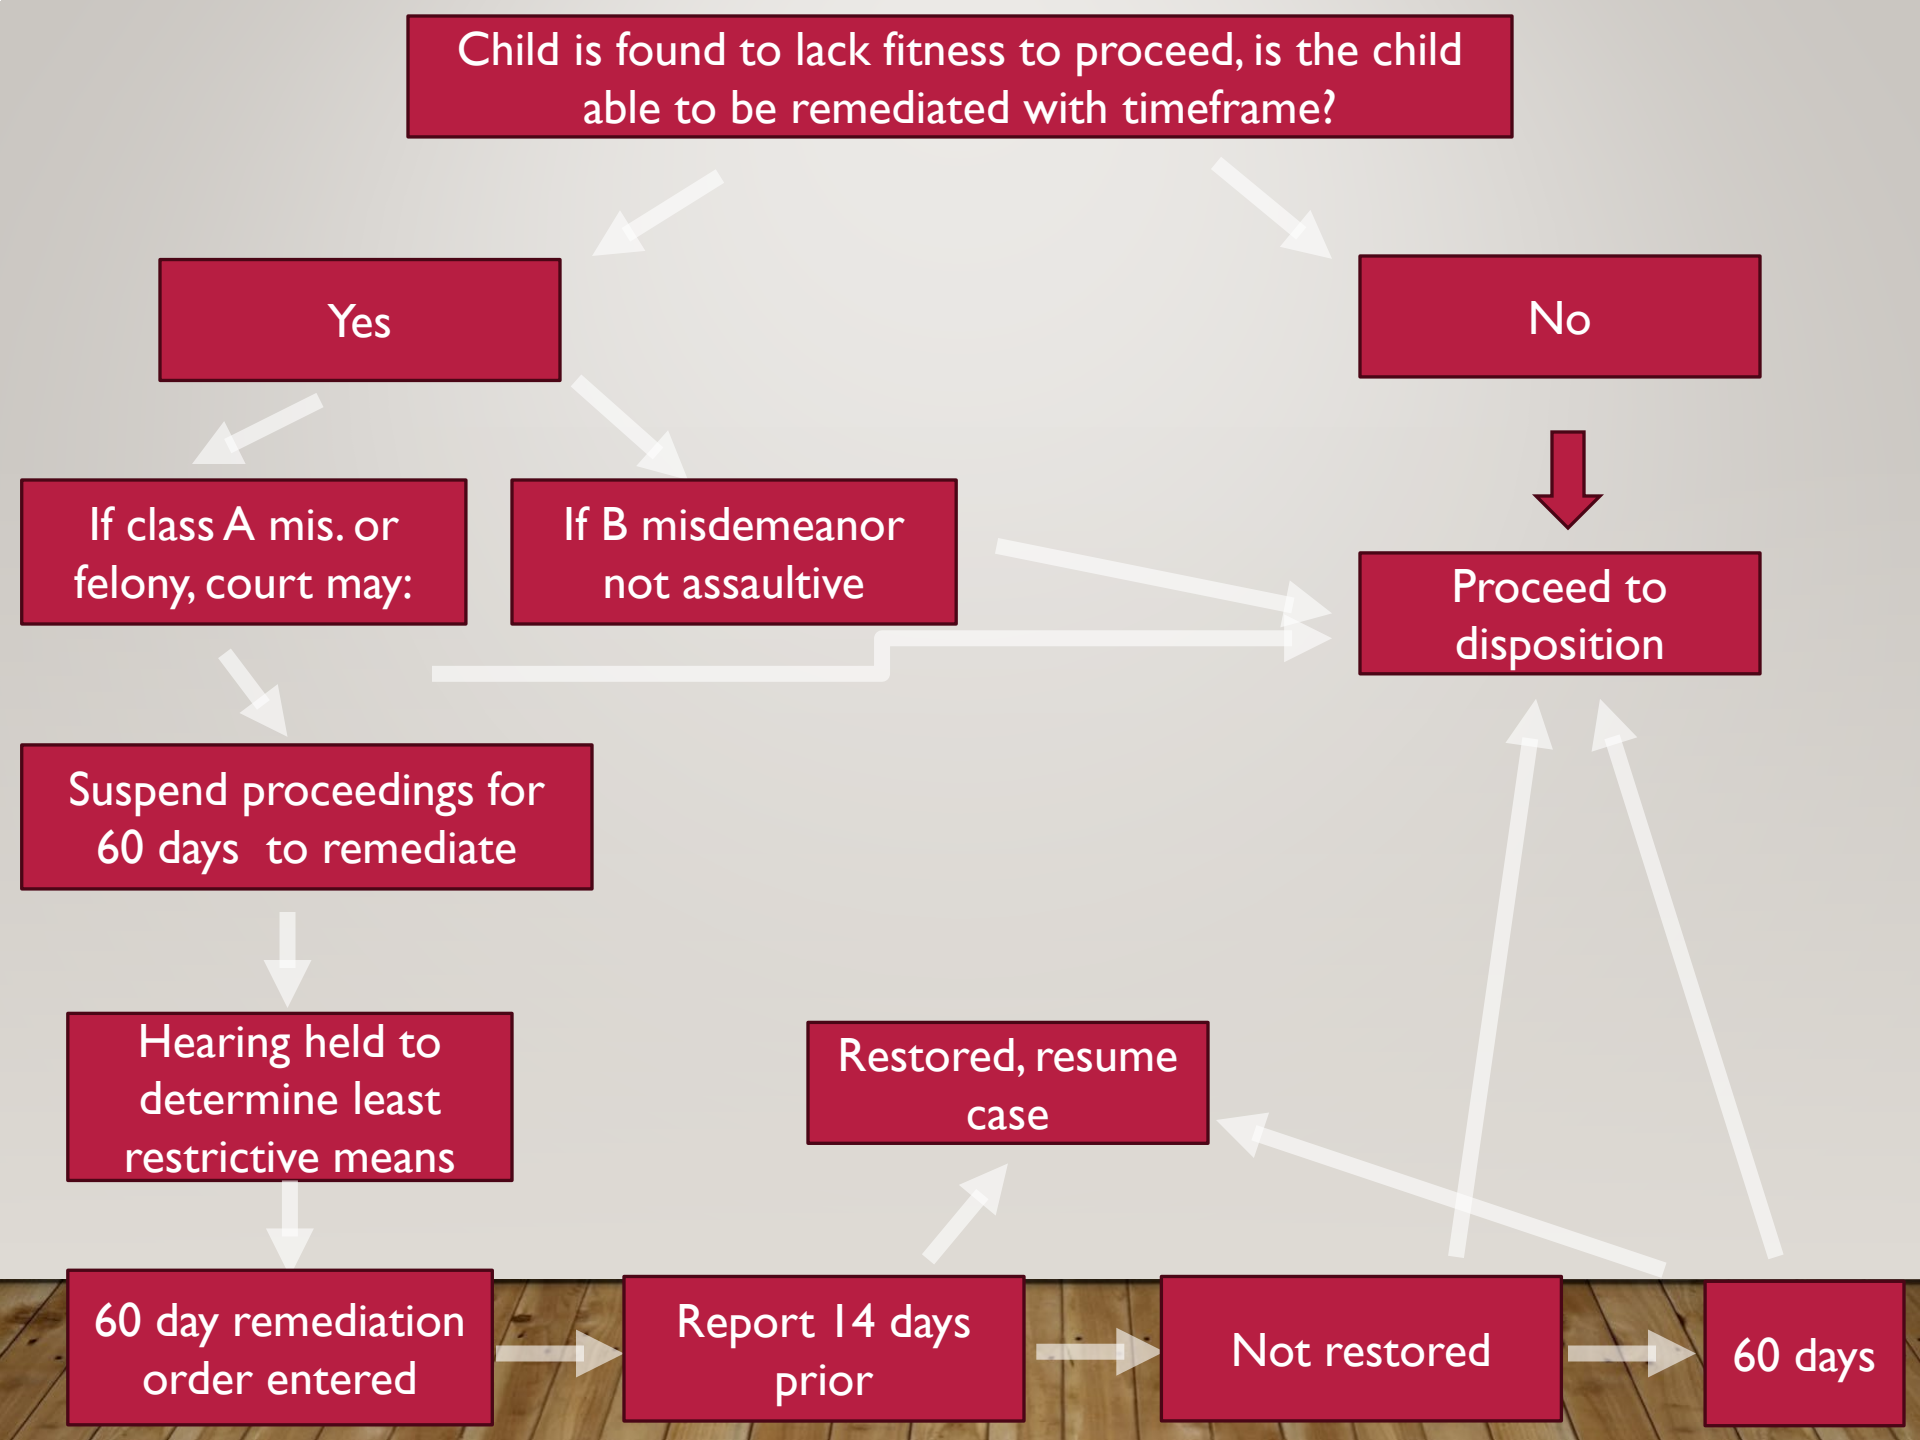 Child is found to lack fitness to proceed, is the child
able to be remediated with timeframe?
Yes
No
If class A mis. or
felony, court may:
If B misdemeanor
not assaultive
Proceed to
disposition
Suspend proceedings for
60 days  to remediate
Hearing held to
determine least
restrictive means
Restored, resume
case
60 day remediation
order entered
Report 14 days
prior
Not restored
60 days